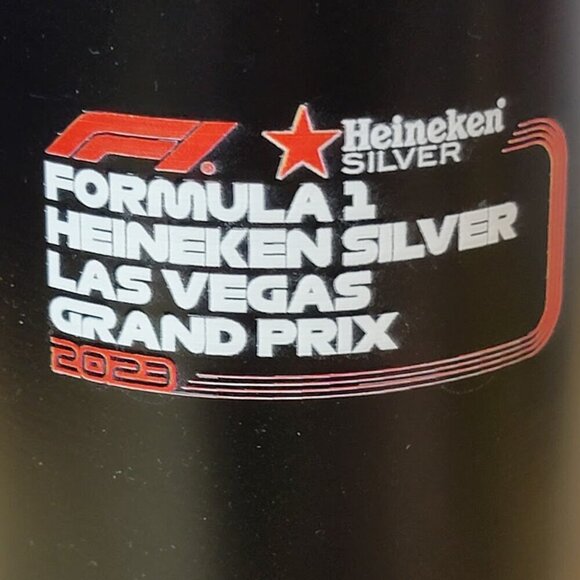 F1
Heineken
SILVER
FORMULA 1
HEINEKEN SILVER
LAS VEGAS
GRAND PRIX
2023